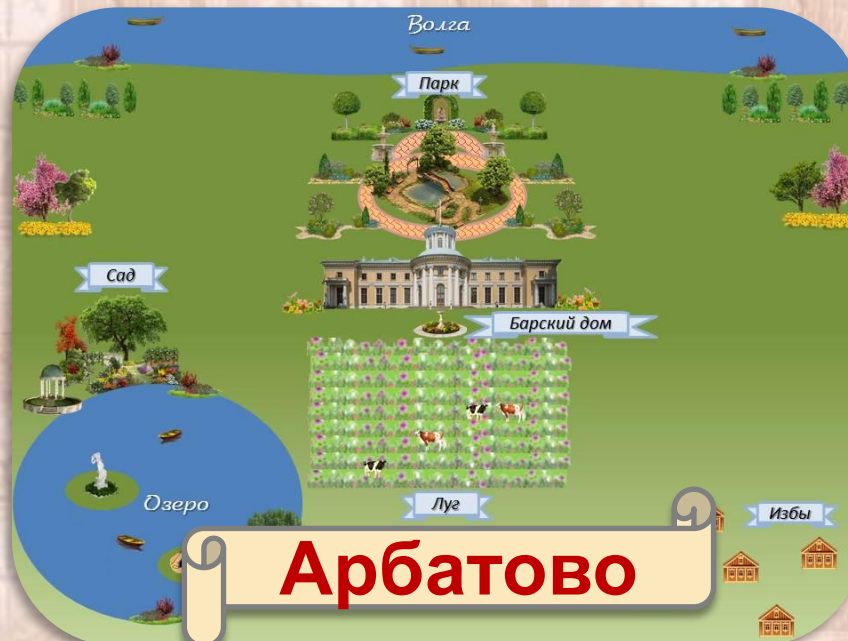 Волга
Парк
Сад
Барский дом
Луг
Озеро
Избы
Арбатово